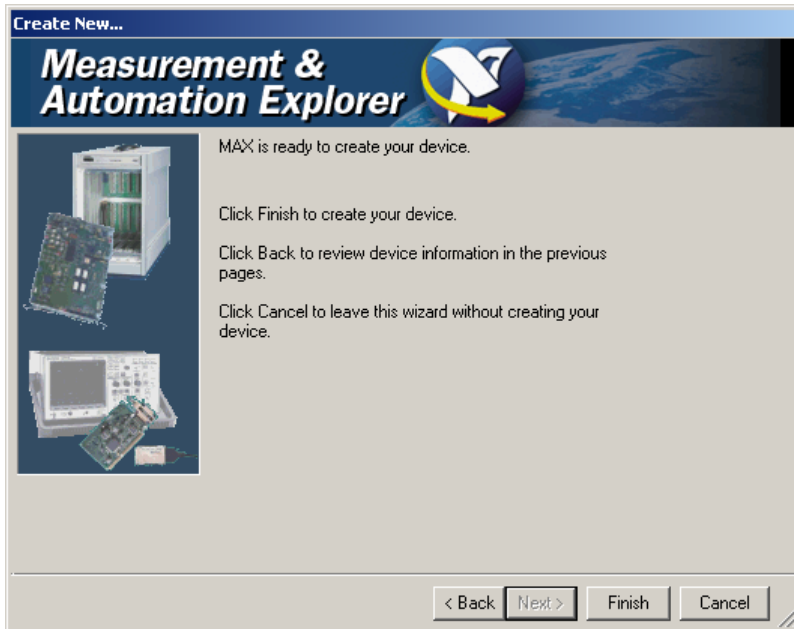 Create New...
Measurement &
Automation Explorer
MAX is ready to create your device.
Click Finish to create your device.
Click Back to review device information in the previous
pages.
Click Cancel to leave this wizard without creating your
device.
< Back Next > Finish Cancel